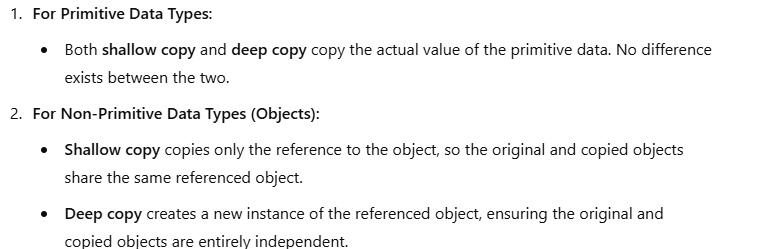 1. For Primitive Data Types:
• Both shallow copy and deep copy copy the actual value of the primitive data. No difference
exists between the two.
2. For Non-Primitive Data Types (Objects):
• Shallow copy copies only the reference to the object, so the original and copied objects
share the same referenced object.
• Deep copy creates a new instance of the referenced object, ensuring the original and
copied objects are entirely independent.